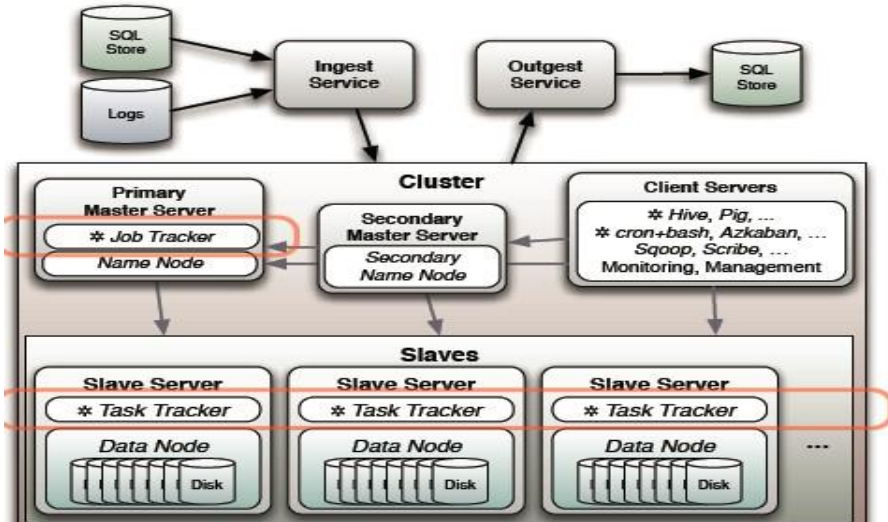 SQL
Store
Logs
Ingest
Service
Outgest
Service
SQL
Store
Cluster
Primary
Master Server
✲ Job Tracker
Name Node
Secondary
Master Server
Secondary
Name Node
Client Servers
✲ Hive, Pig, ...
✲ cron+bash, Azkaban, ...
Sqoop, Scribe, ...
Monitoring, Management
Slaves
Slave Server
✲ Task Tracker
Data Node
Disk
Slave Server
✲ Task Tracker
Data Node
Disk
Slave Server
✲ Task Tracker
Data Node
Disk
...